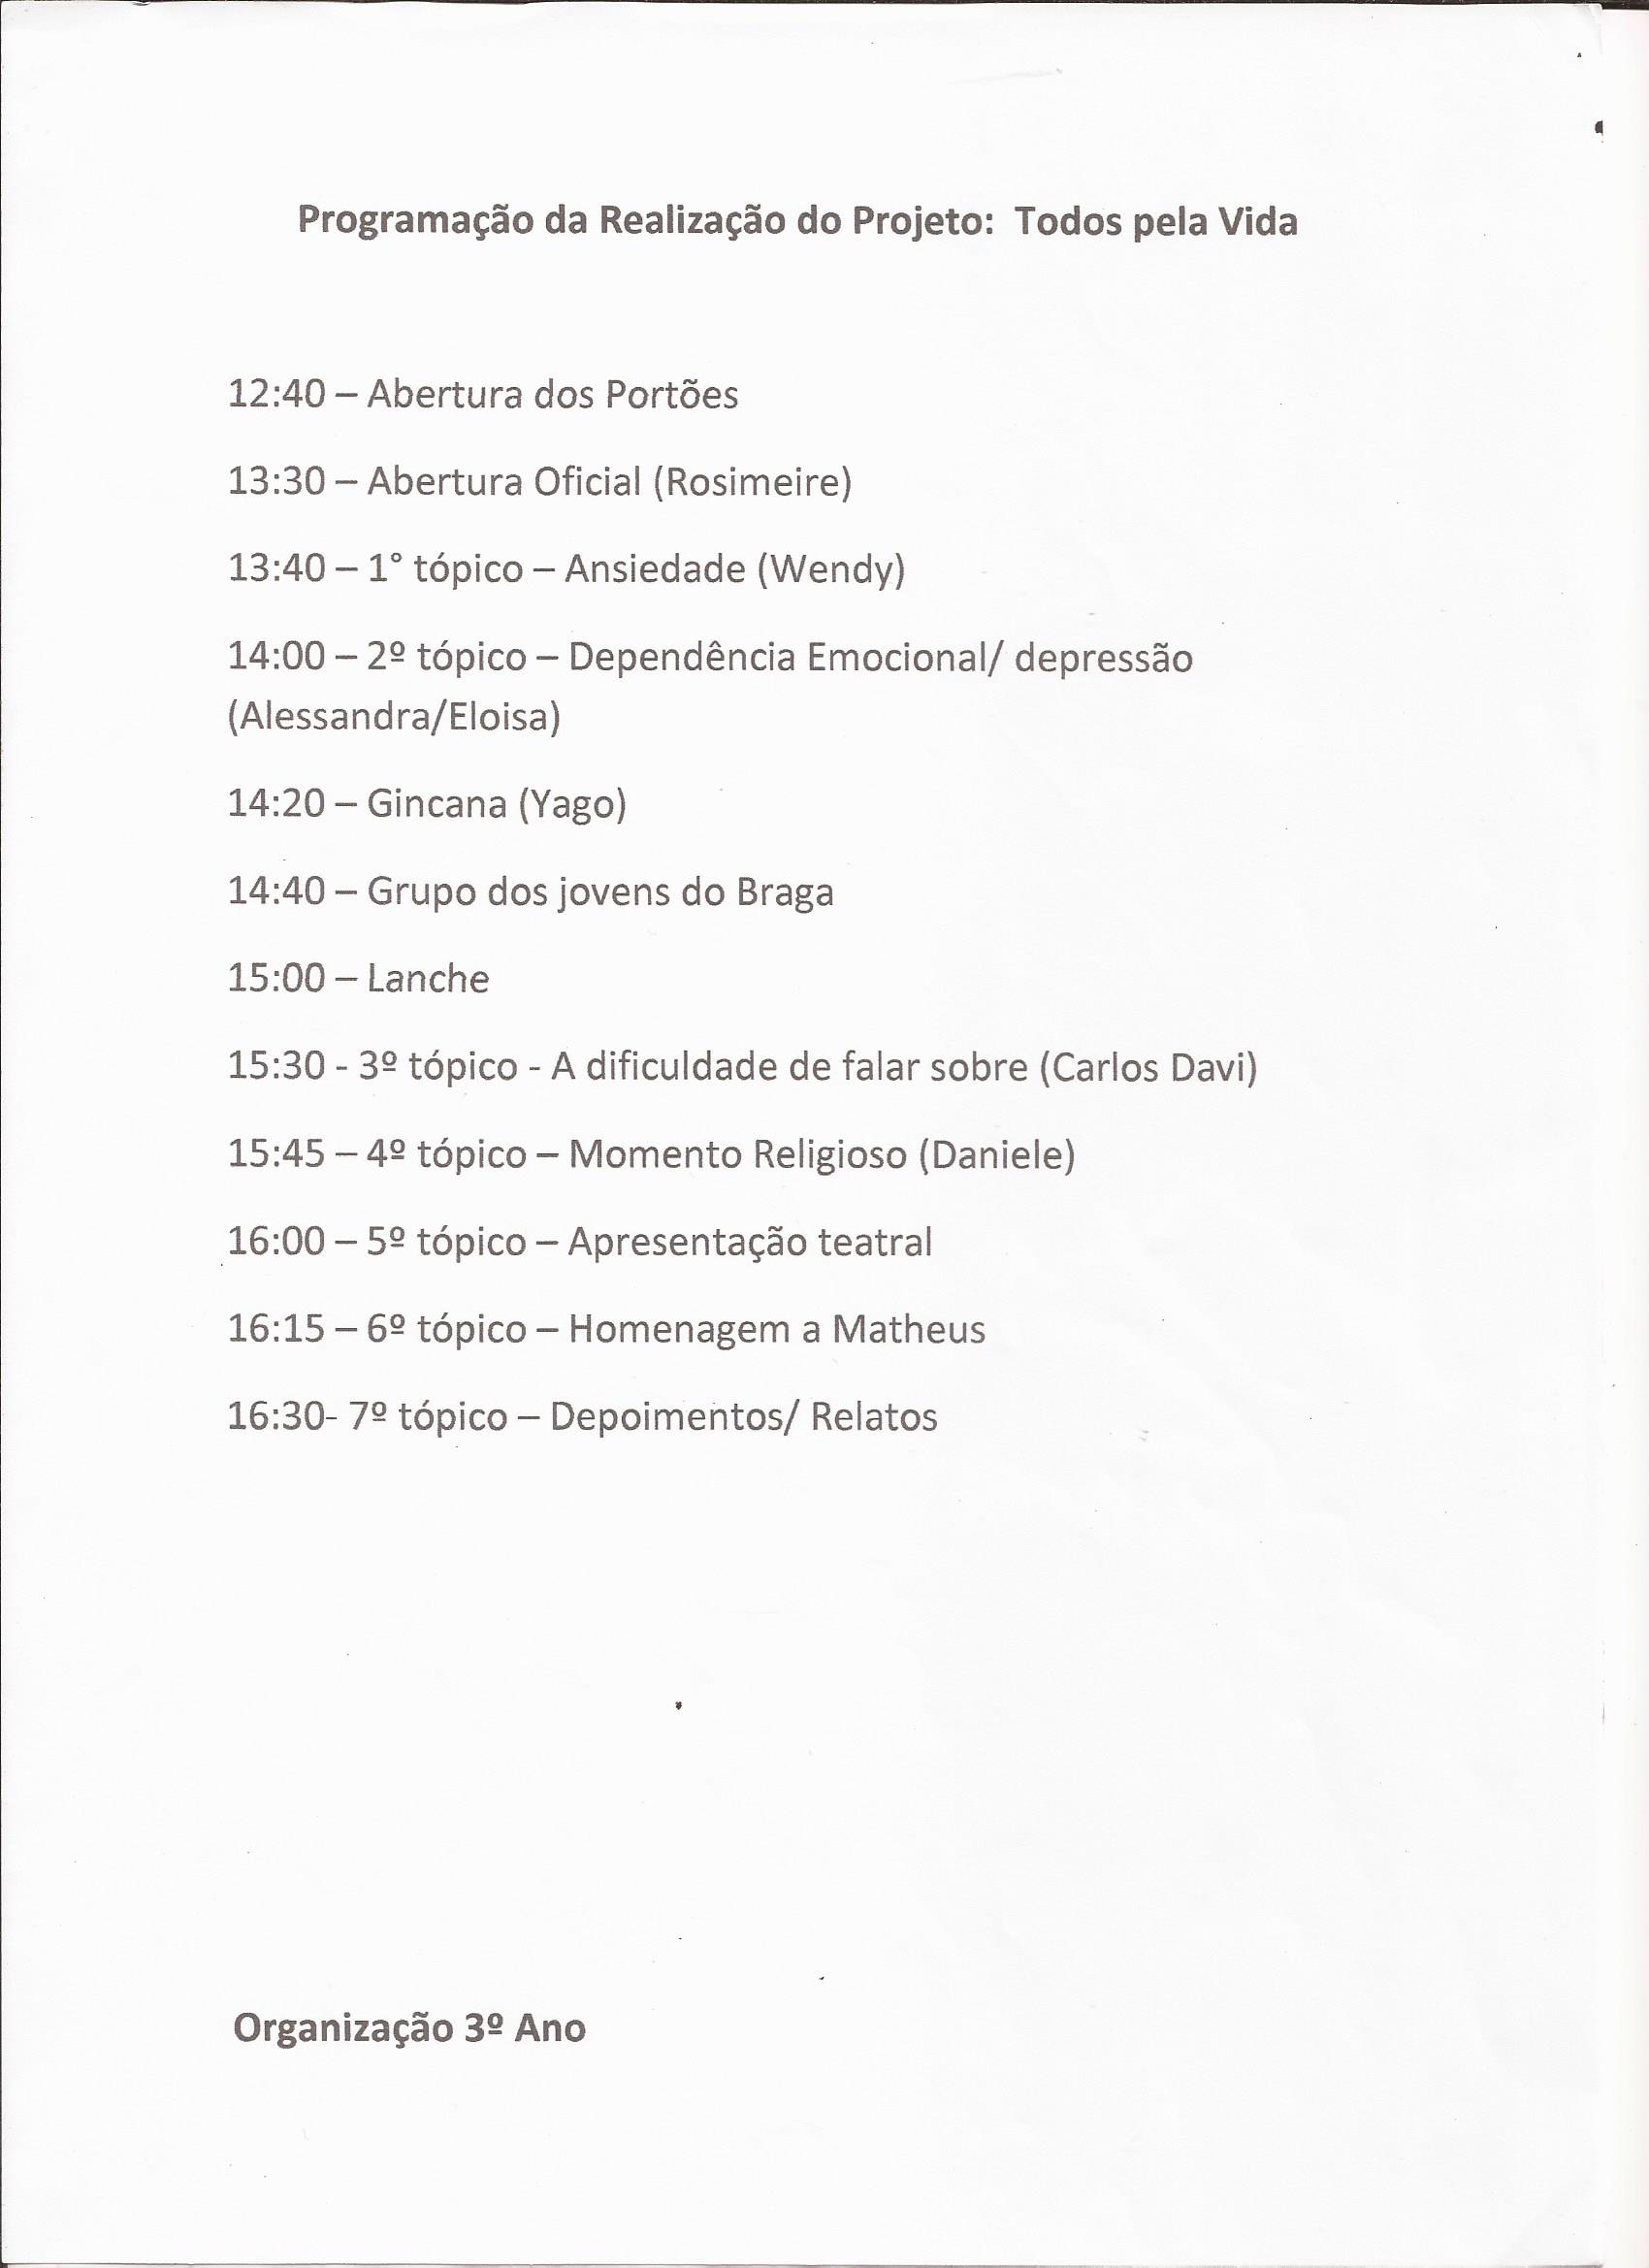 Programação da Realização do Projeto:  Todos pela Vida
12:40 – Abertura dos Portões
13:30 – Abertura Oficial (Rosimeire)
13:40 – 1° tópico – Ansiedade (Wendy)
14:00 – 2º tópico – Dependência Emocional/ depressão
(Alessandra/Eloisa)
14:20 – Gincana (Yago)
14:40 – Grupo dos jovens do Braga
15:00 – Lanche
15:30 - 3º tópico - A dificuldade de falar sobre (Carlos Davi)
15:45 – 4º tópico – Momento Religioso (Daniele)
16:00 – 5º tópico – Apresentação teatral
16:15 – 6º tópico – Homenagem a Matheus
16:30- 7º tópico – Depoimentos/ Relatos
Organização 3º Ano